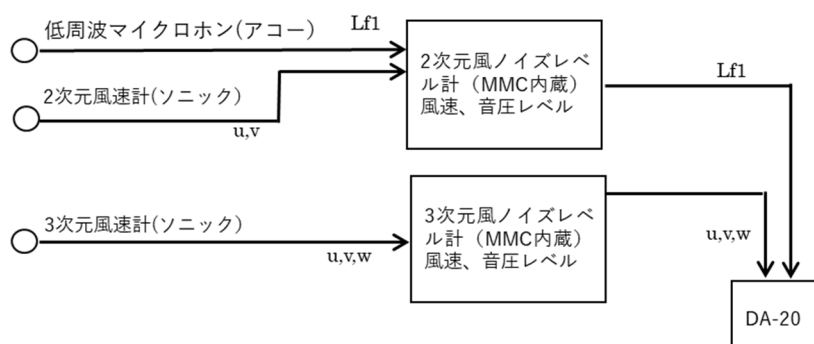 低周波マイクロホン(アコー)
Lf1
2次元風速計(ソニック)
u,v
2次元風ノイズレベ
ル計（MMC内蔵）
風速、音圧レベル
Lf1
3次元風速計(ソニック)
u,v,w
3次元風ノイズレベ
ル計（MMC内蔵）
風速、音圧レベル
u,v,w
DA-20